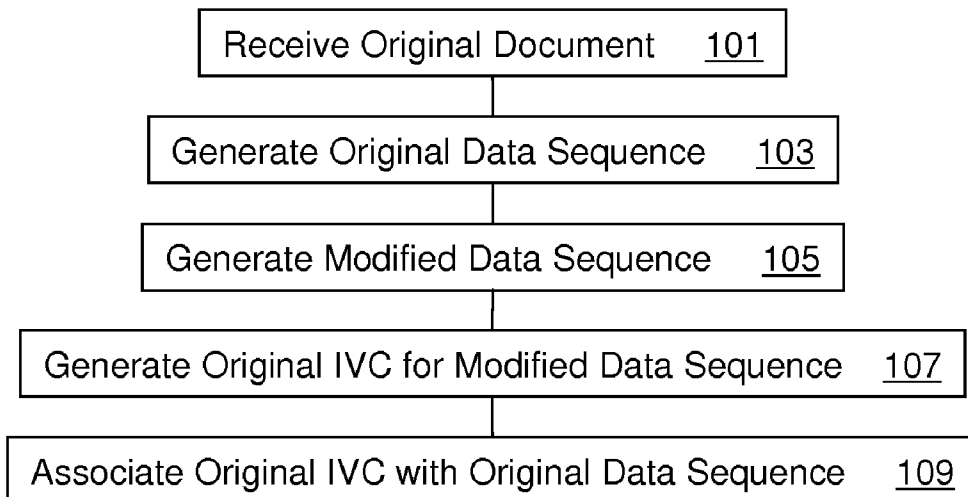 Receive Original Document 101
Generate Original Data Sequence 103
Generate Modified Data Sequence 105
Generate Original IVC for Modified Data Sequence 107
Associate Original IVC with Original Data Sequence 109